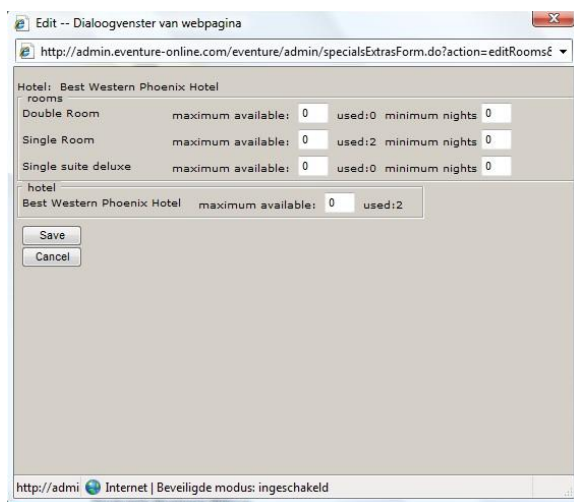 Edit -- Dialoogvenster van webpagina
http://admin.eventure-online.com/eventure/admin/specialsExtrasForm.do?action=editRooms&
Hotel: Best Western Phoenix Hotel
rooms
Double Room maximum available: 0 used:0 minimum nights 0
Single Room maximum available: 0 used:2 minimum nights 0
Single suite deluxe maximum available: 0 used:0 minimum nights 0
hotel
Best Western Phoenix Hotel maximum available: 0 used:2
Save
Cancel
http://admi Internet | Beveiligde modus: ingeschakeld